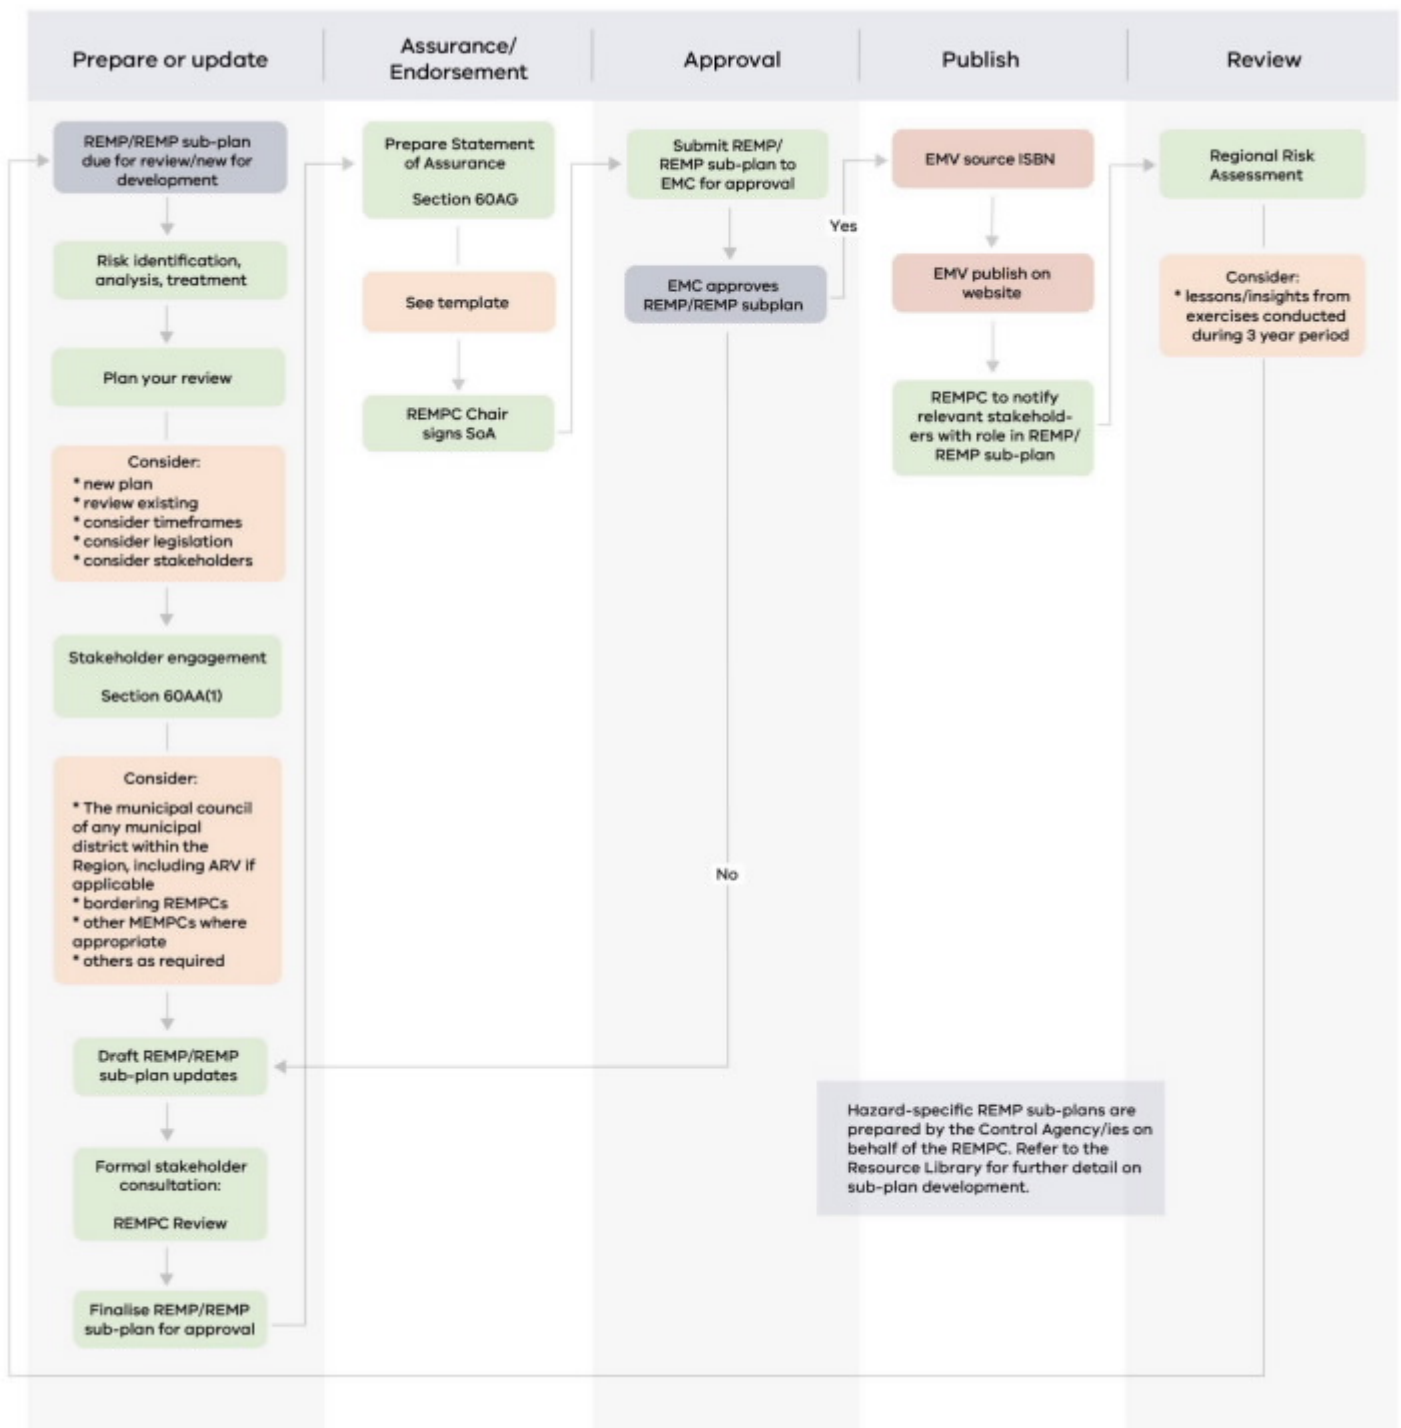 Prepare or update
Assurance/
Endorsement
Approval
Publish
Review
REMP/REMP sub-plan
due for review/new for
development
Risk identification,
analysis, treatment
Plan your review
Consider:
* new plan
* review existing
* consider timeframes
* consider legislation
* consider stakeholders
Stakeholder engagement
Section 60AA(1)
Consider:
* The municipal council
of any municipal
district within the
Region, including ARV if
applicable
* bordering REMPCs
* other MEMPCs where
appropriate
* others as required
Draft REMP/REMP
sub-plan updates
Formal stakeholder
consultation:
REMPC Review
Finalise REMP/REMP
sub-plan for approval
Prepare Statement
of Assurance
Section 60AG
See template
REMPC Chair
signs SoA
Submit REMP/
REMP sub-plan to
EMC for approval
EMC approves
REMP/REMP subplan
Yes
No
EMV source ISBN
EMV publish on
website
REMPC to notify
relevant stakehold-
ers with role in REMP/
REMP sub-plan
Regional Risk
Assessment
Consider:
* lessons/insights from
exercises conducted
during 3 year period
Hazard-specific REMP sub-plans are
prepared by the Control Agency/ies on
behalf of the REMPC. Refer to the
Resource Library for further detail on
sub-plan development.